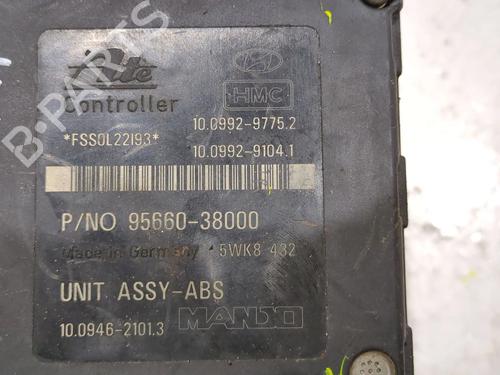 ate
Controller
HMC
*FSS0L22193*
10.0992-9775.2
10.0992-9104.1
P/NO 95660-38000
Made in Germany 5WK8 432
UNIT ASSY-ABS
10.0946-2101.3
MANDO
B-PARTS